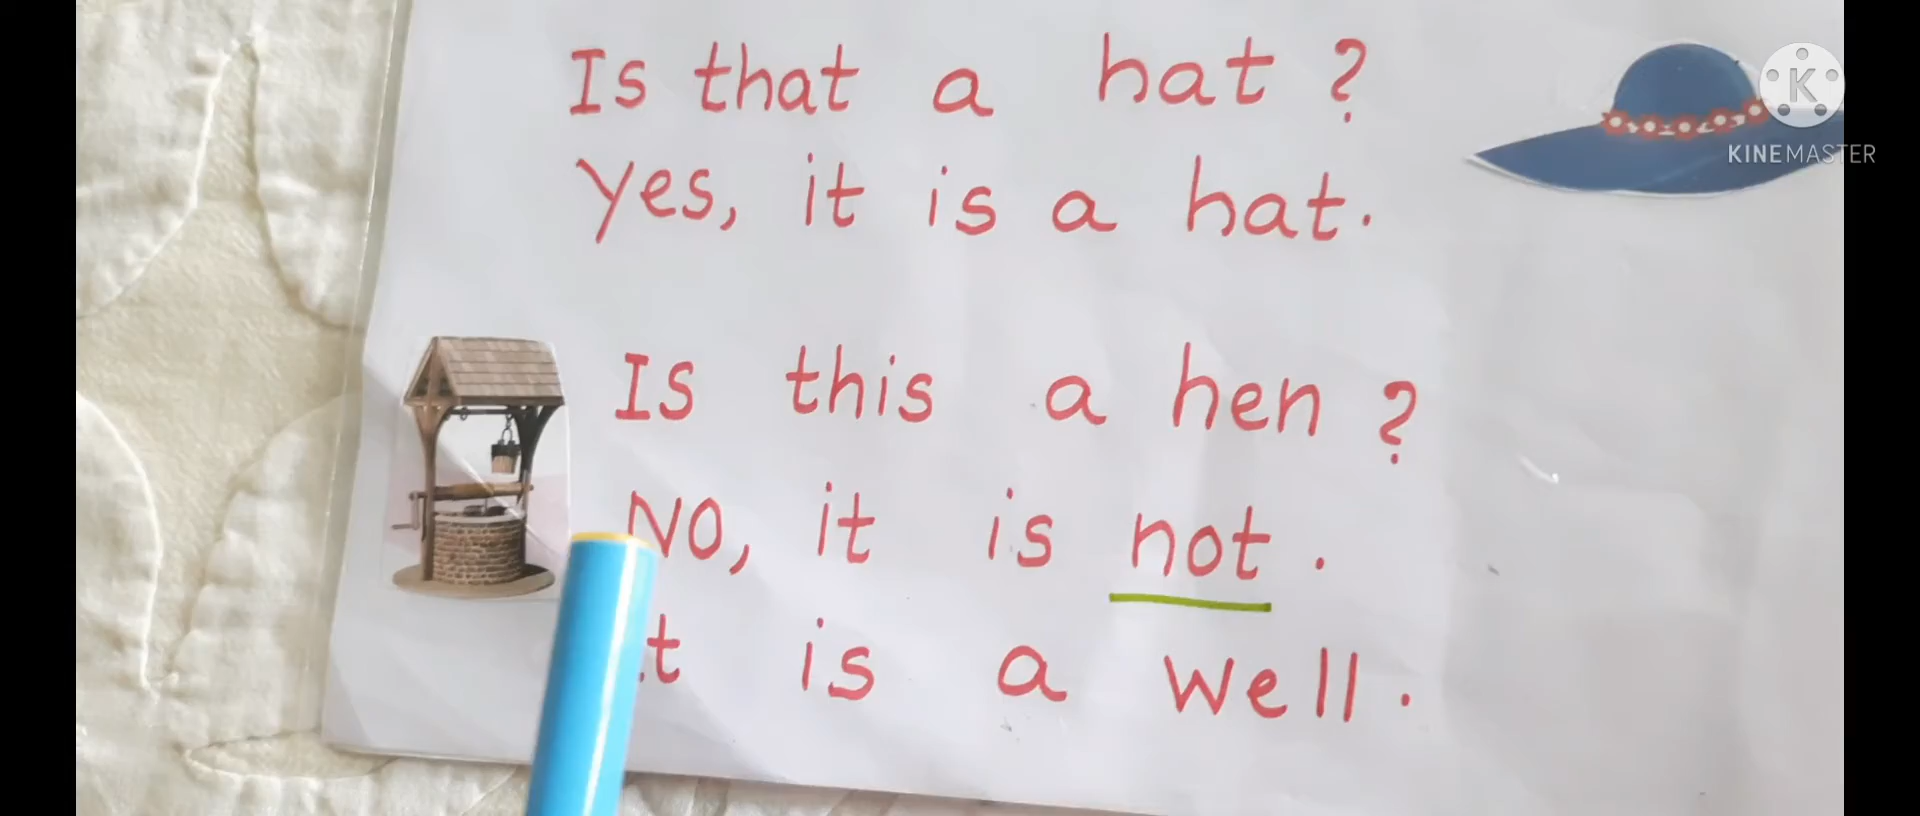 Is that a hat ?
Yes, it is a hat.
Is this a hen ?
No, it is not .
t is a well .
K
KINEMASTER